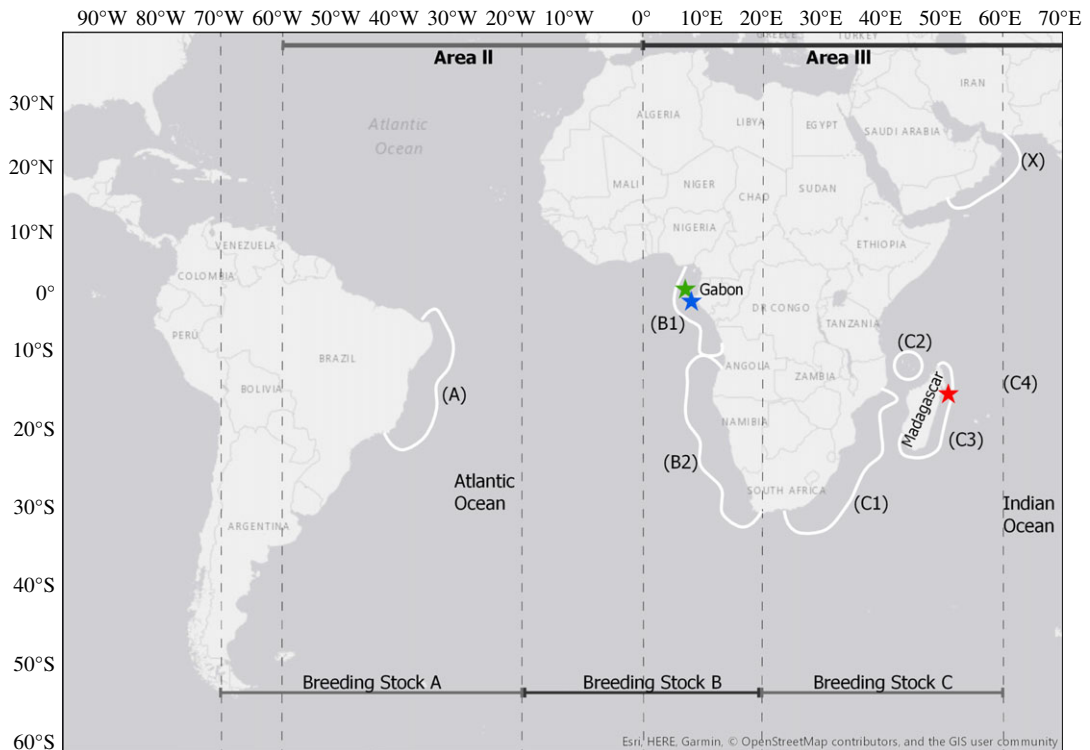 90°W 80°W 70°W 60°W 50°W 40°W 30°W 20°W 10°W 0° 10°E 20°E 30°E 40°E 50°E 60°E 70°E
GREECE TURKEY
Area II Area III
IRAN
30°N
ALGERIA LIBYA EGYPT SAUDI ARABIA
Atlantic
Ocean
20°N (X)
MALI NIGER CHAD SUDAN
10°N
VENEZUELA NIGERIA ETHIOPIA
COLOMBIA
0° Gabon
DR CONGO
(B1) TANZANIA
PERÚ
10°S (C2)
BRAZIL ANGOLA ZAMBIA
BOLIVIA (A) Madagascar (C4)
20°S NAMIBIA (C3)
(B2)
Atlantic
Ocean
SOUTH AFRICA
30°S (C1) Indian
Ocean
ARGENTINA
40°S
50°S
Breeding Stock A Breeding Stock B Breeding Stock C
60°S
Esri, HERE, Garmin, © OpenStreetMap contributors, and the GIS user community